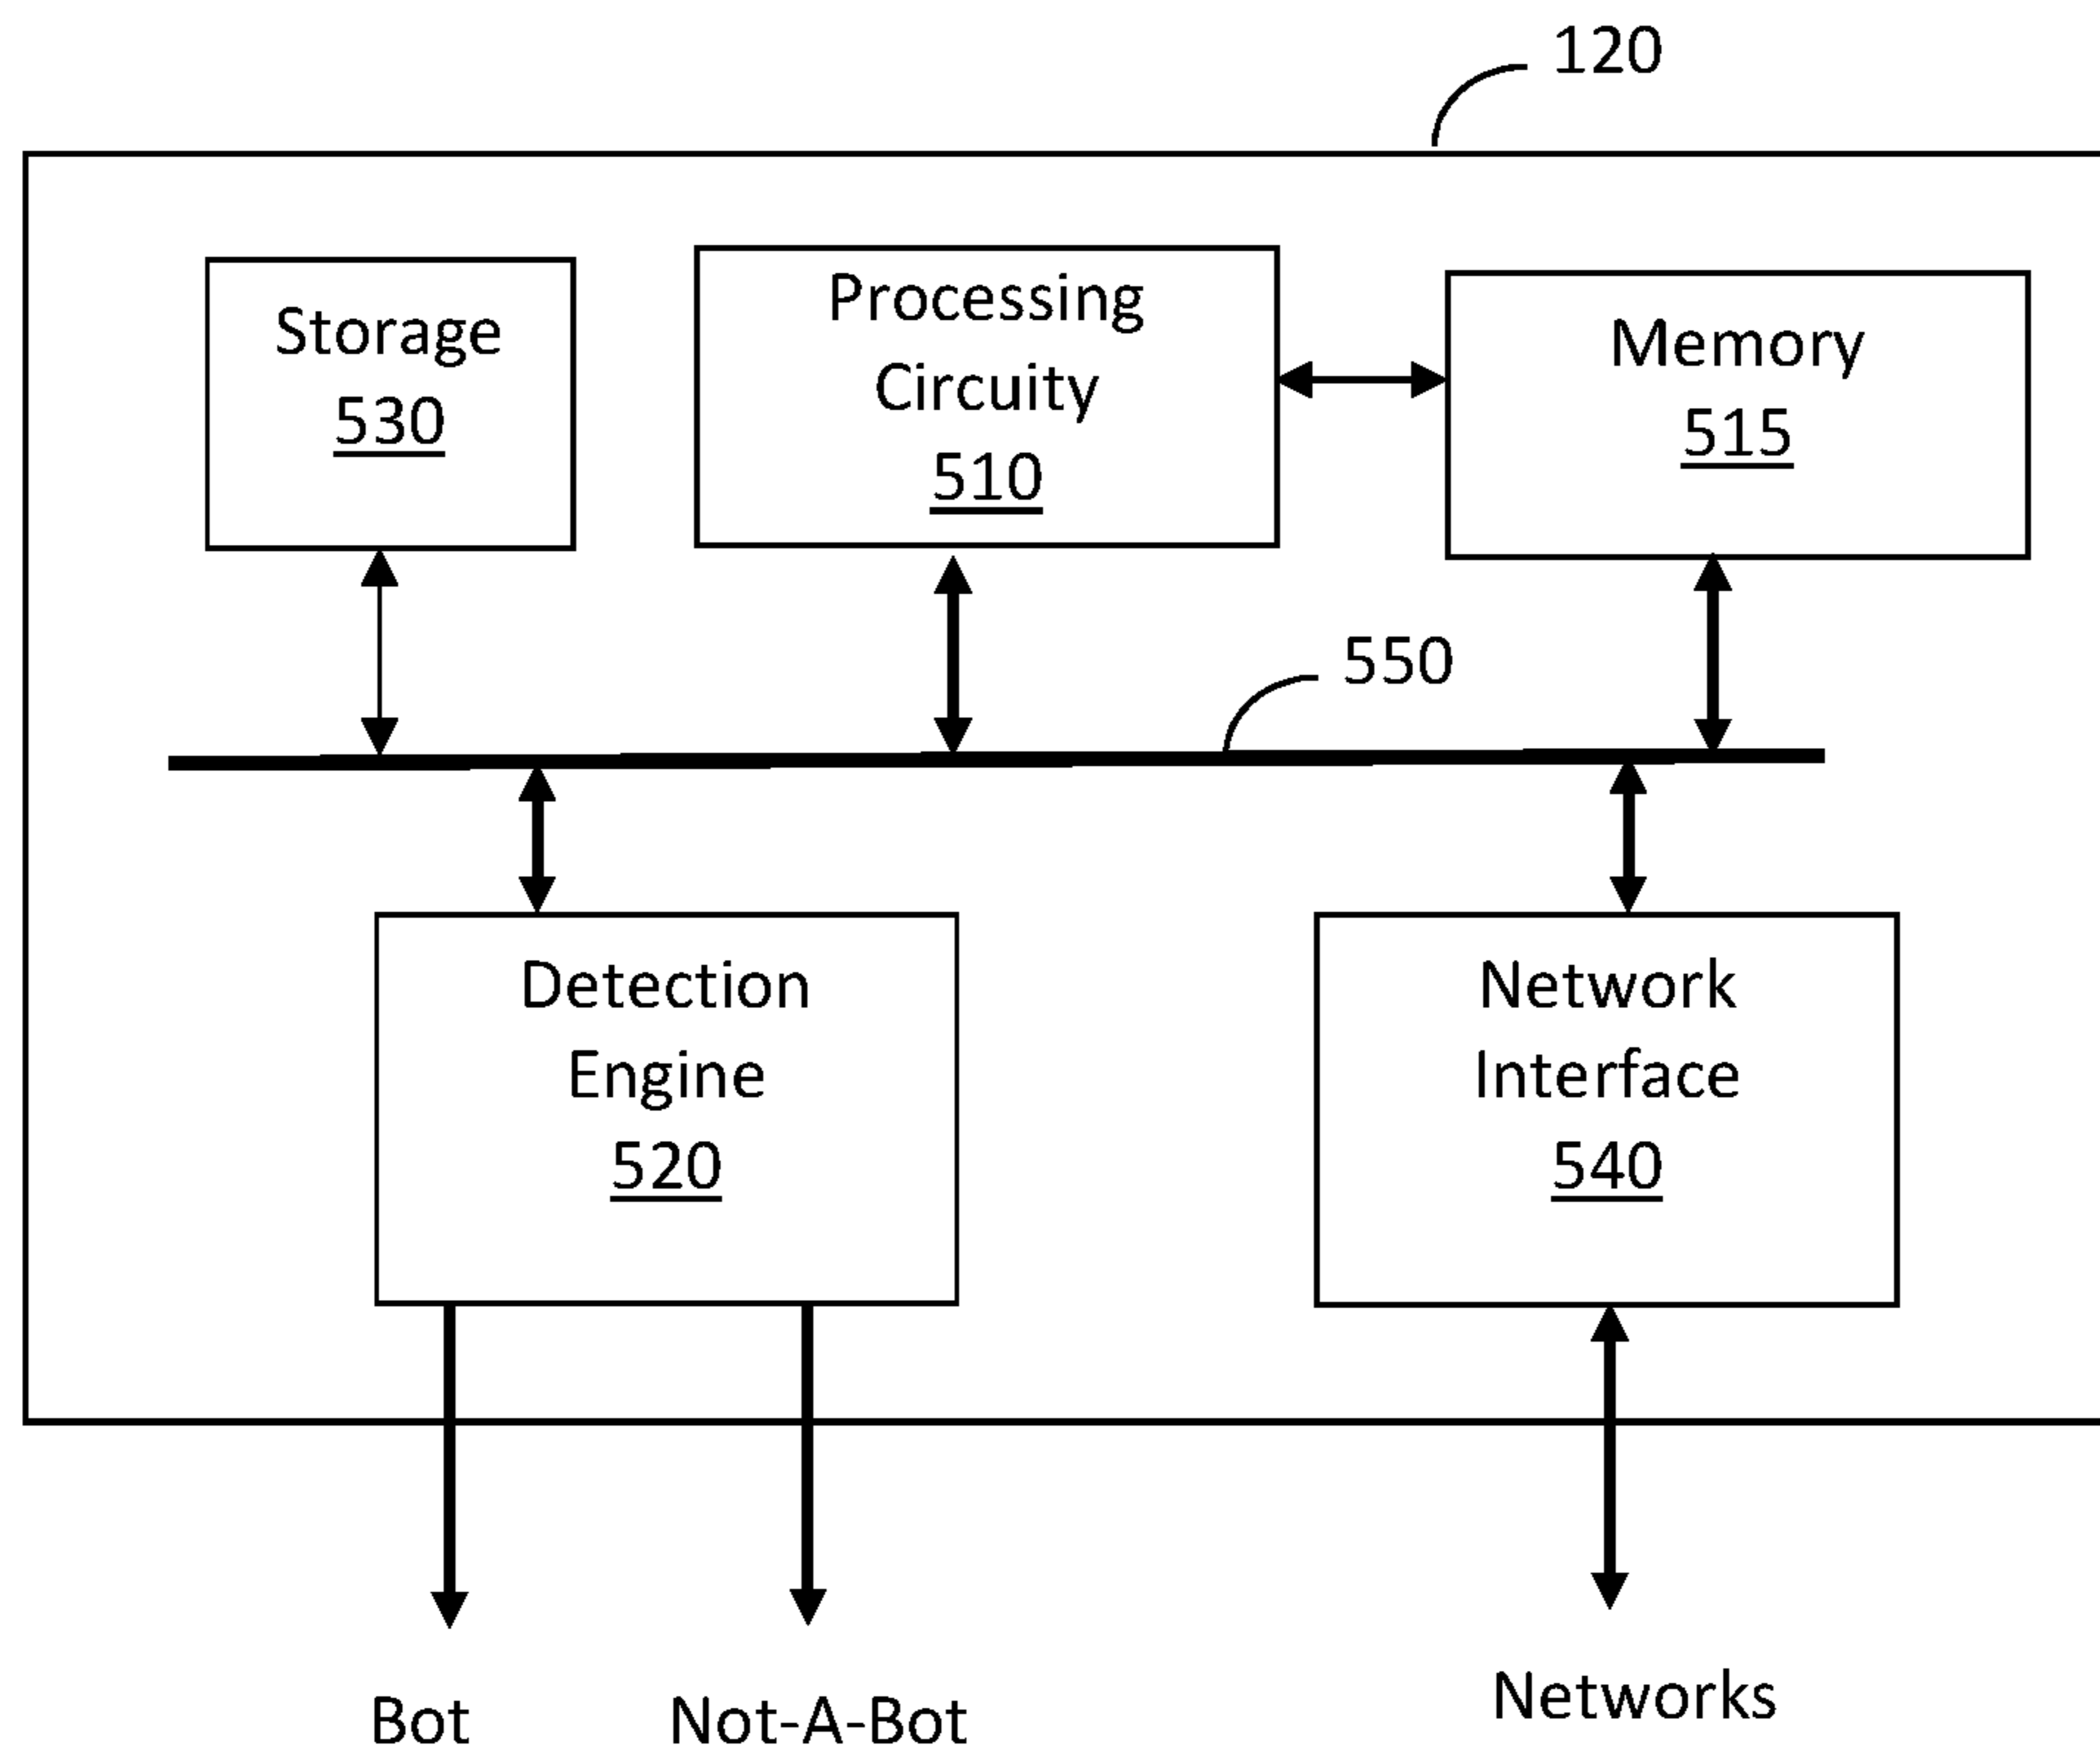 120
Storage
530
Processing
Circuity
510
Memory
515
550
Detection
Engine
520
Network
Interface
540
Bot
Not-A-Bot
Networks